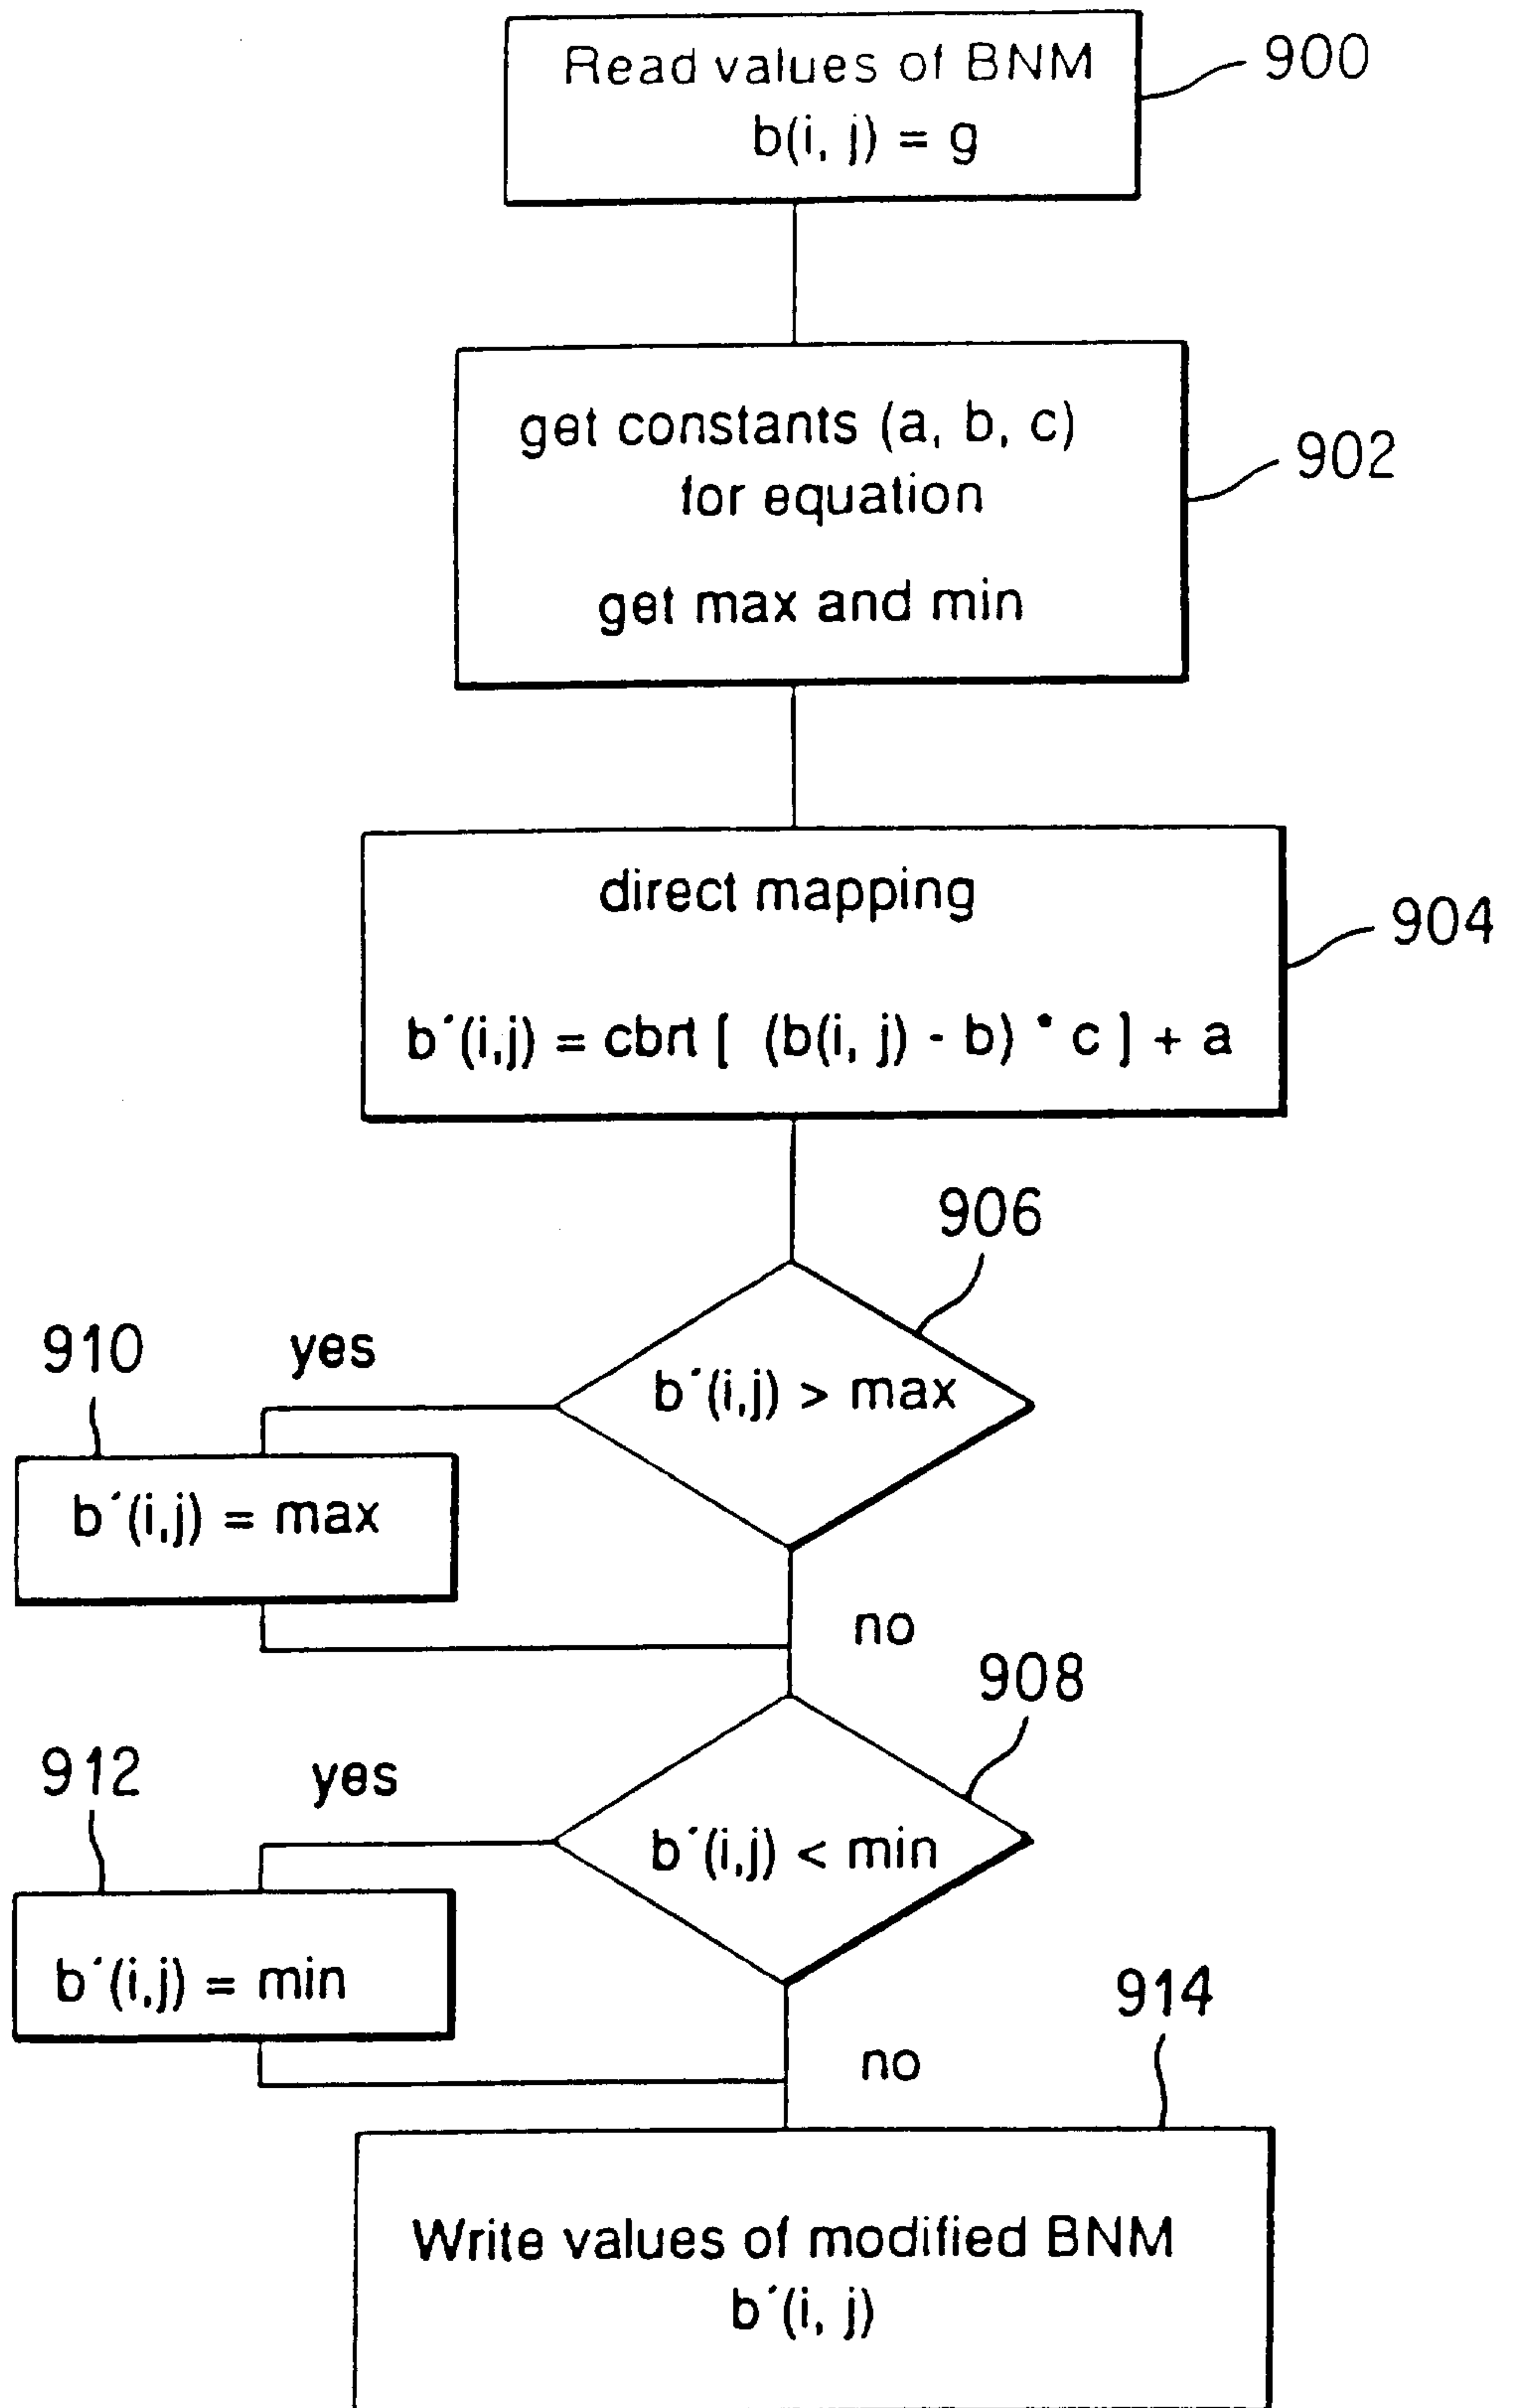 Read values of BNM
b(i, j) = g
900
get constants (a, b, c)
for equation
get max and min
902
direct mapping
b´(i,j) = cbrt [ (b(i, j) - b) * c ] + a
904
906
b´(i,j) > max
yes
910
b´(i,j) = max
no
908
b´(i,j) < min
yes
912
b´(i,j) = min
no
914
Write values of modified BNM
b´(i, j)